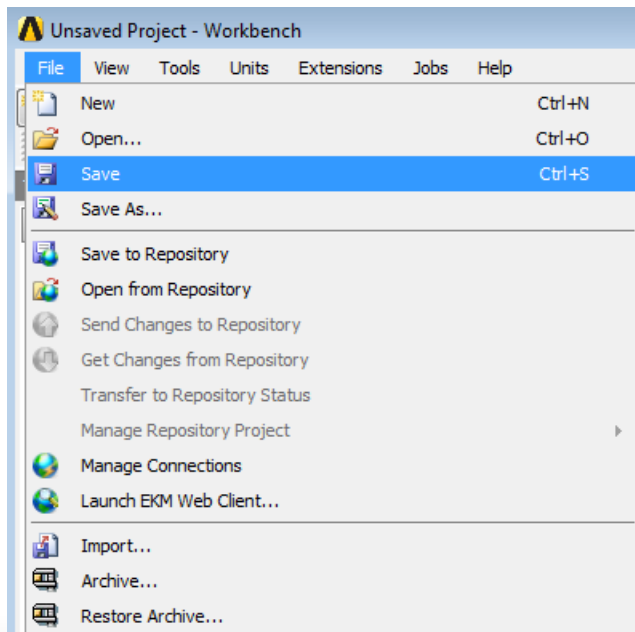 Unsaved Project - Workbench
File View Tools Units Extensions Jobs Help
New Ctrl+N
Open... Ctrl+O
Save Ctrl+S
Save As...
Save to Repository
Open from Repository
Send Changes to Repository
Get Changes from Repository
Transfer to Repository Status
Manage Repository Project
Manage Connections
Launch EKM Web Client...
Import...
Archive...
Restore Archive...